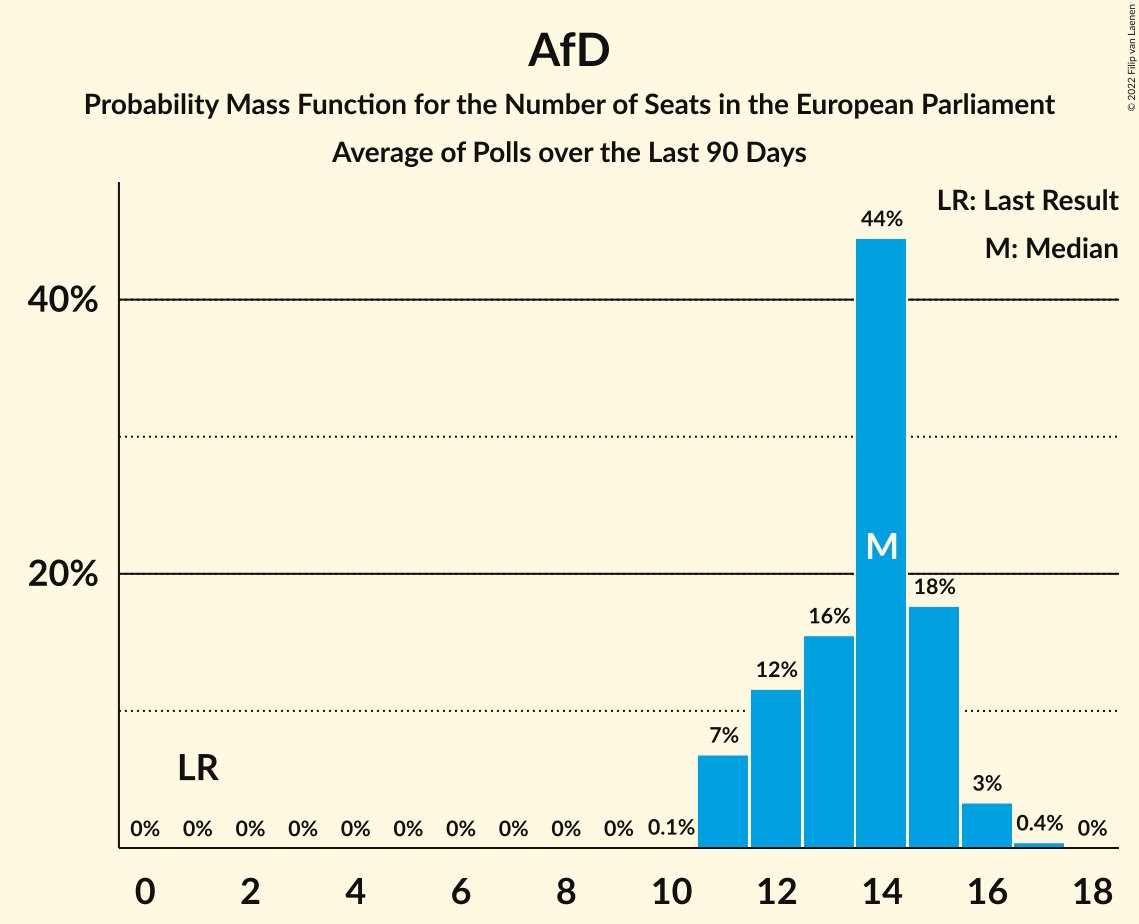 AfD
Probability Mass Function for the Number of Seats in the European Parliament
Average of Polls over the Last 90 Days
© 2022 Filip van Laenen
LR: Last Result
M: Median
44%
40%
M
20%
18%
16%
12%
7%
LR
3%
0% 0% 0% 0% 0% 0% 0% 0% 0% 0% 0.1% 0.4% 0%
0 2 4 6 8 10 12 14 16 18